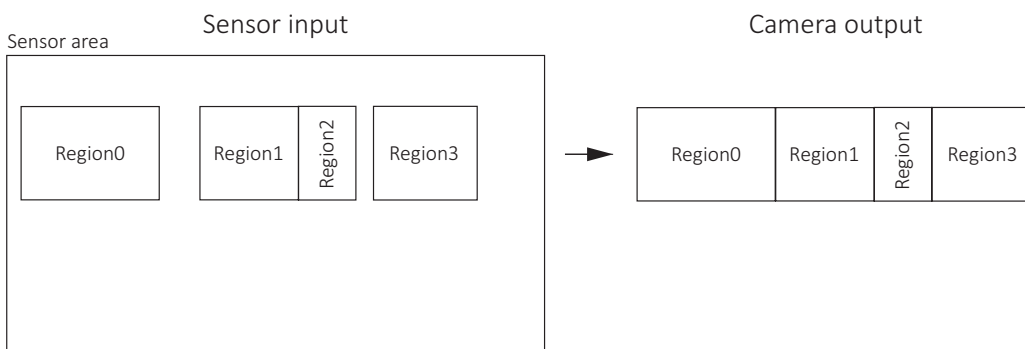 Sensor input
Camera output
Sensor area
Region0
Region1
Region2
Region3
Region0
Region1
Region2
Region3